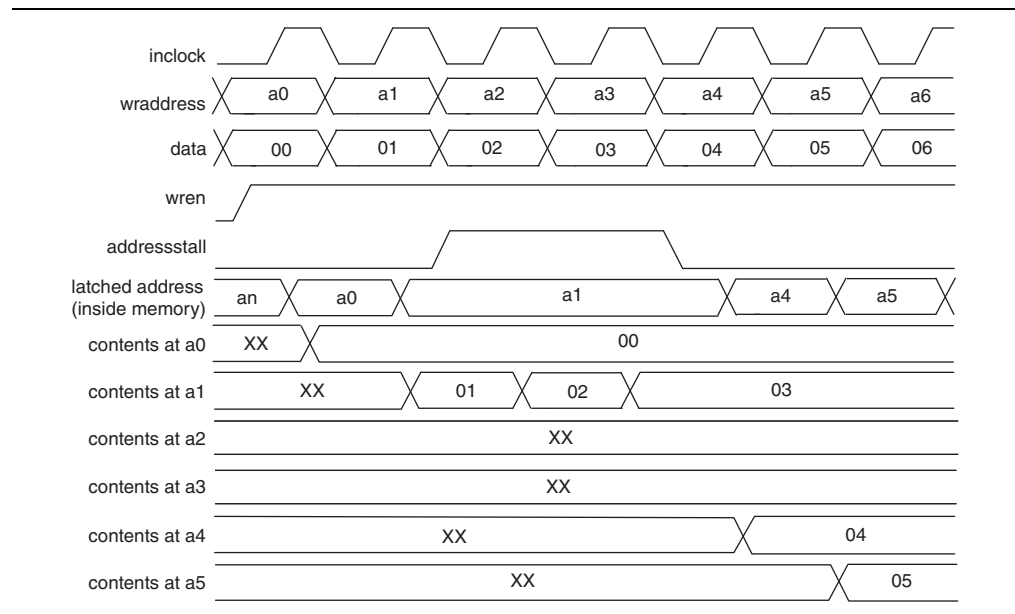 inclock
wraddress a0 a1 a2 a3 a4 a5 a6
data 00 01 02 03 04 05 06
wren
addressstall
latched address
(inside memory) an a0 a1 a4 a5
contents at a0 XX 00
contents at a1 XX 01 02 03
contents at a2 XX
contents at a3 XX
contents at a4 XX 04
contents at a5 XX 05